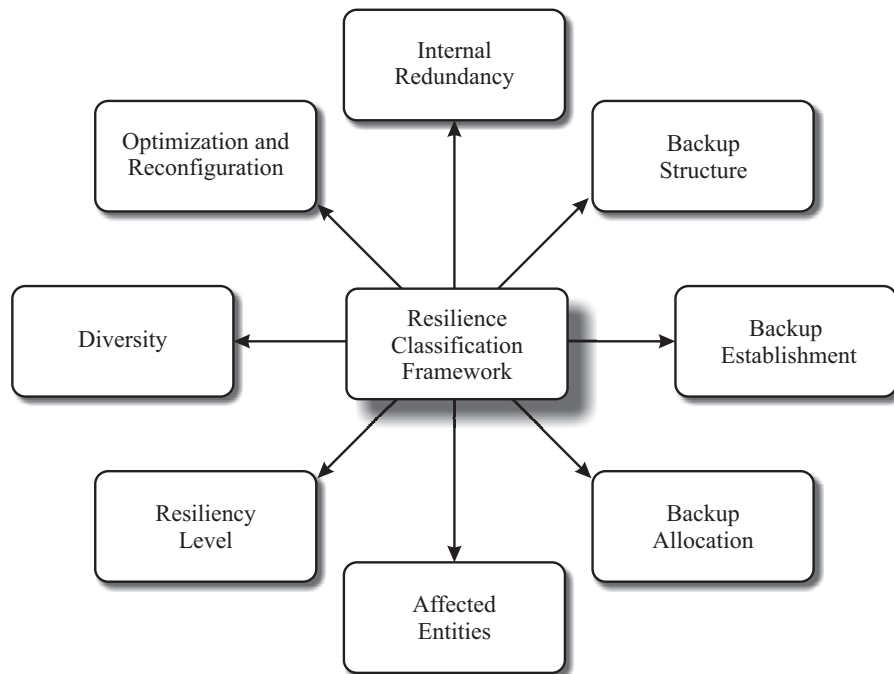 Internal
Redundancy
Optimization and
Reconfiguration
Backup
Structure
Diversity
Resilience
Classification
Framework
Backup
Establishment
Resiliency
Level
Backup
Allocation
Affected
Entities